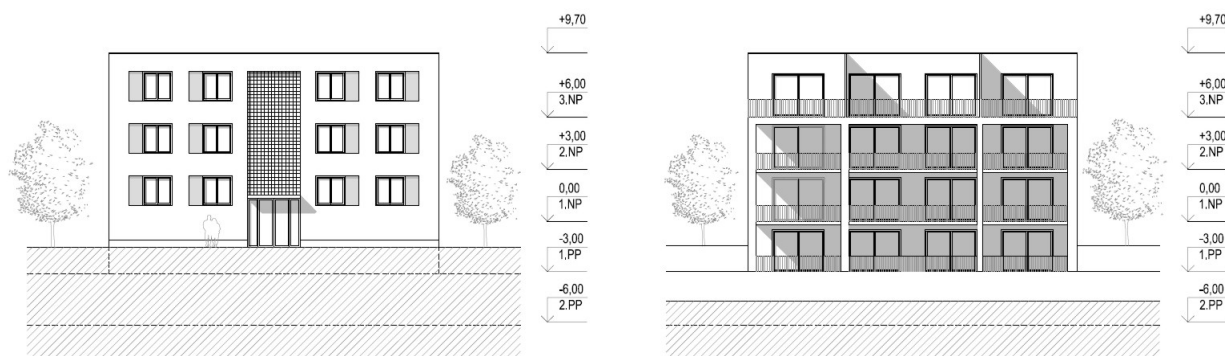 +9,70
+6,00
3.NP
+3,00
2.NP
0,00
1.NP
-3,00
1.PP
-6,00
2.PP
+9,70
+6,00
3.NP
+3,00
2.NP
0,00
1.NP
-3,00
1.PP
-6,00
2.PP